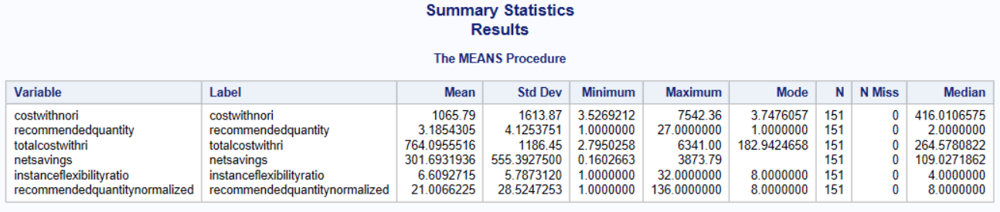 Summary Statistics
Results
The MEANS Procedure
Variable Label Mean Std Dev Minimum Maximum Mode N N Miss Median
costwithnori costwithnori 1065.79 1613.87 3.5269212 7542.36 3.7476057 151 0 416.0106575
recommendedquantity recommendedquantity 3.1854305 4.1253751 1.0000000 27.0000000 1.0000000 151 0 2.0000000
totalcostwithri totalcostwithri 764.0955516 1186.45 2.7950258 6341.00 182.9424658 151 0 264.5780822
netsavings netsavings 301.6931936 555.3927500 0.1602663 3873.79 151 0 109.0271862
instanceflexibilityratio instanceflexibilityratio 6.6092715 5.7873120 1.0000000 32.0000000 8.0000000 151 0 4.0000000
recommendedquantitynormalized recommendedquantitynormalized 21.0066225 28.5247253 1.0000000 136.0000000 8.0000000 151 0 8.0000000